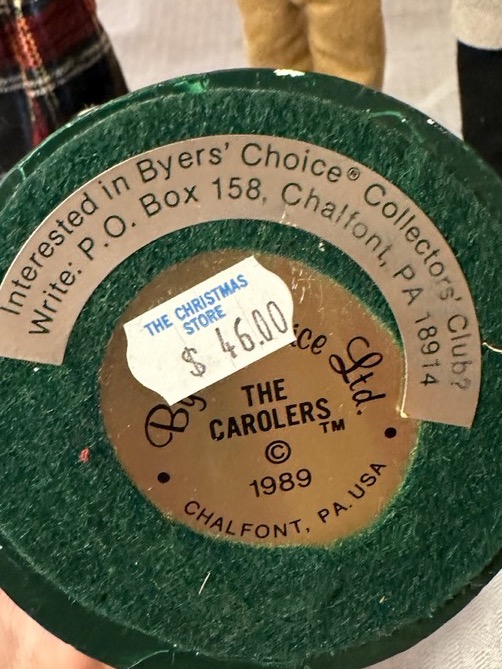 Interested in Byers' Choice® Collectors' Club?
Write: P.O. Box 158, Chalfont, PA 18914
THE CHRISTMAS
STORE
$ 46.00
Ltd.
THE
CAROLERS™
©
1989
• CHALFONT, PA. USA •